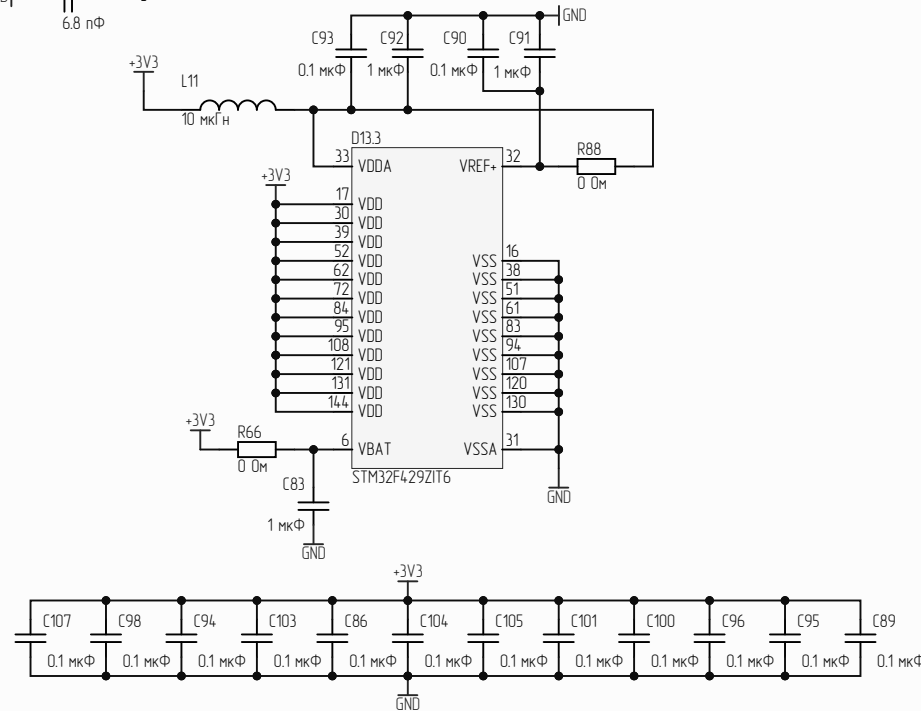 6.8 пФ
GND
C93
C92
C90
C91
0.1 мкФ
1 мкФ
0.1 мкФ
1 мкФ
+3V3
L11
10 мкГн
D13.3
33
VDDA
VREF+
32
R88
0 Ом
+3V3
17
VDD
30
VDD
39
VDD
52
VDD
VSS
16
62
VDD
VSS
38
72
VDD
VSS
51
84
VDD
VSS
61
95
VDD
VSS
83
108
VDD
VSS
94
121
VDD
VSS
107
131
VDD
VSS
120
144
VDD
VSS
130
+3V3
R66
0 Ом
6
VBAT
VSSA
31
STM32F429ZIT6
C83
1 мкФ
GND
GND
+3V3
C107
C98
C94
C103
C86
C104
C105
C101
C100
C96
C95
C89
0.1 мкФ
0.1 мкФ
0.1 мкФ
0.1 мкФ
0.1 мкФ
0.1 мкФ
0.1 мкФ
0.1 мкФ
0.1 мкФ
0.1 мкФ
0.1 мкФ
0.1 мкФ
GND